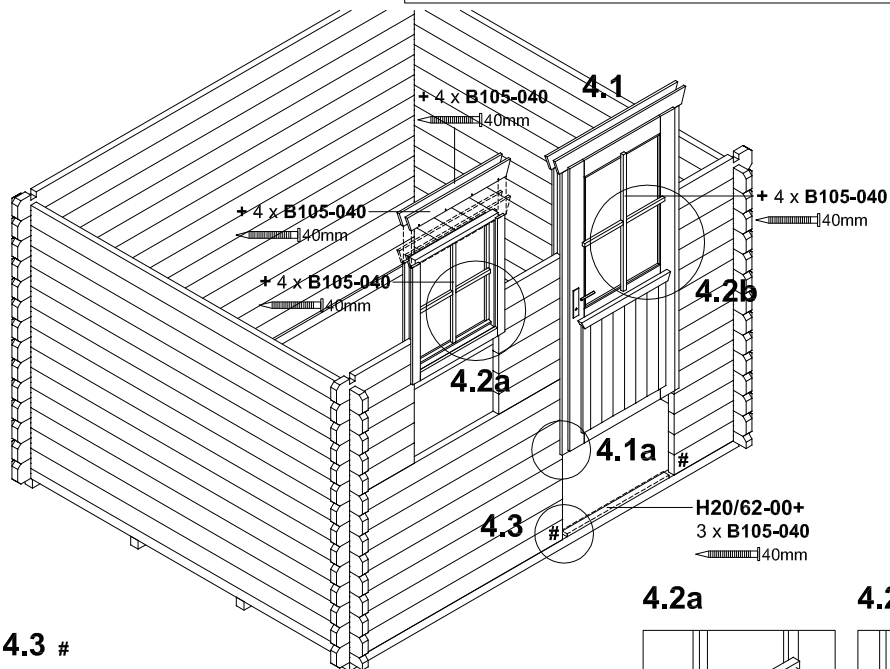 4.1
+ 4 x B105-040
40mm
+ 4 x B105-040
40mm
+ 4 x B105-040
40mm
+ 4 x B105-040
40mm
4.2b
4.2a
4.1a
#
4.3 #
H20/62-00+
3 x B105-040
40mm
4.2a
4.3 #